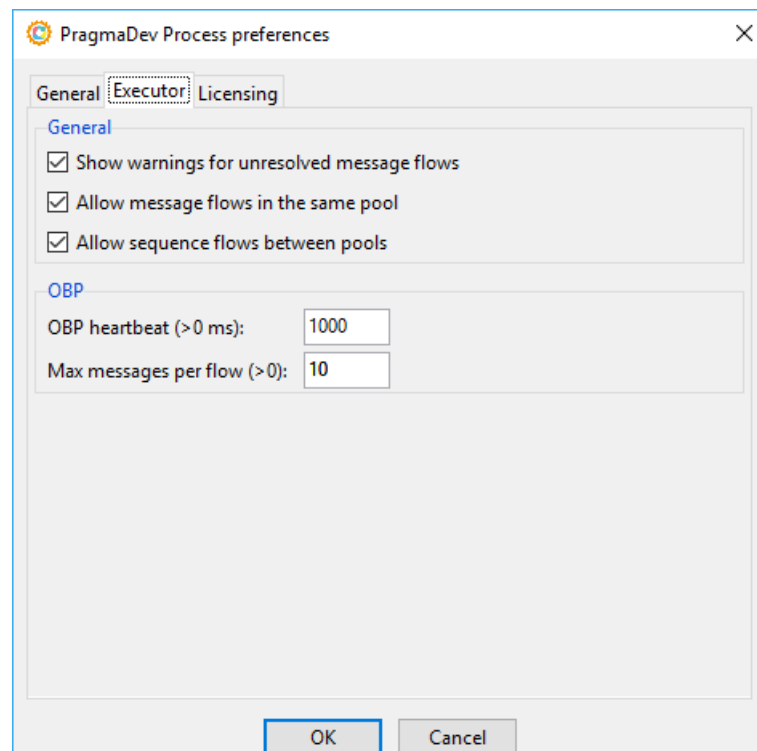 PragmaDev Process preferences
General Executor Licensing
General
Show warnings for unresolved message flows
Allow message flows in the same pool
Allow sequence flows between pools
OBP
OBP heartbeat (>0 ms): 1000
Max messages per flow (>0): 10
OK Cancel